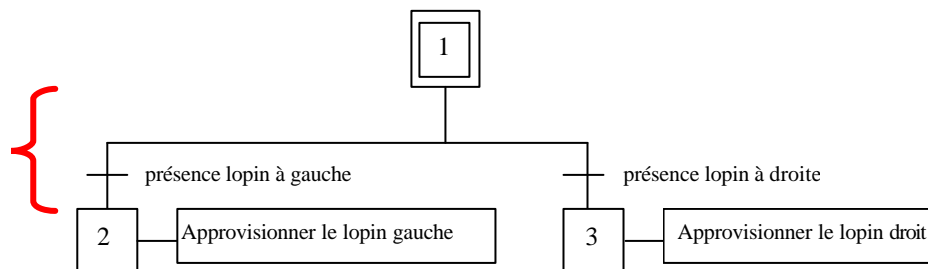 1
présence lopin à gauche
présence lopin à droite
2
Approvisionner le lopin gauche
3
Approvisionner le lopin droit